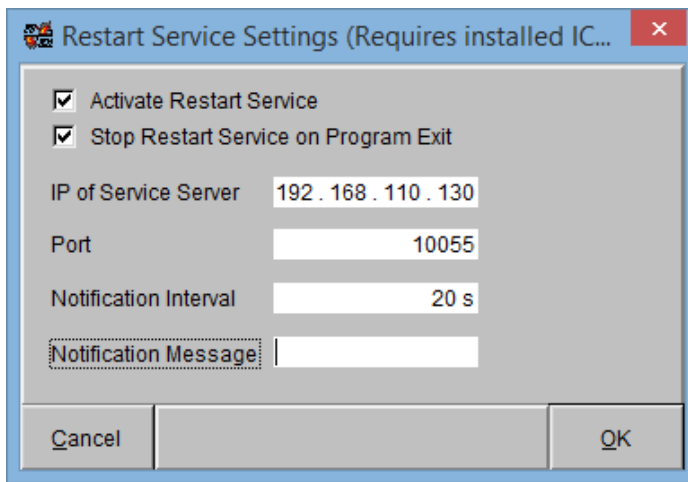 Restart Service Settings (Requires installed IC...
Activate Restart Service
Stop Restart Service on Program Exit
IP of Service Server 192 . 168 . 110 . 130
Port 10055
Notification Interval 20 s
Notification Message
Cancel OK